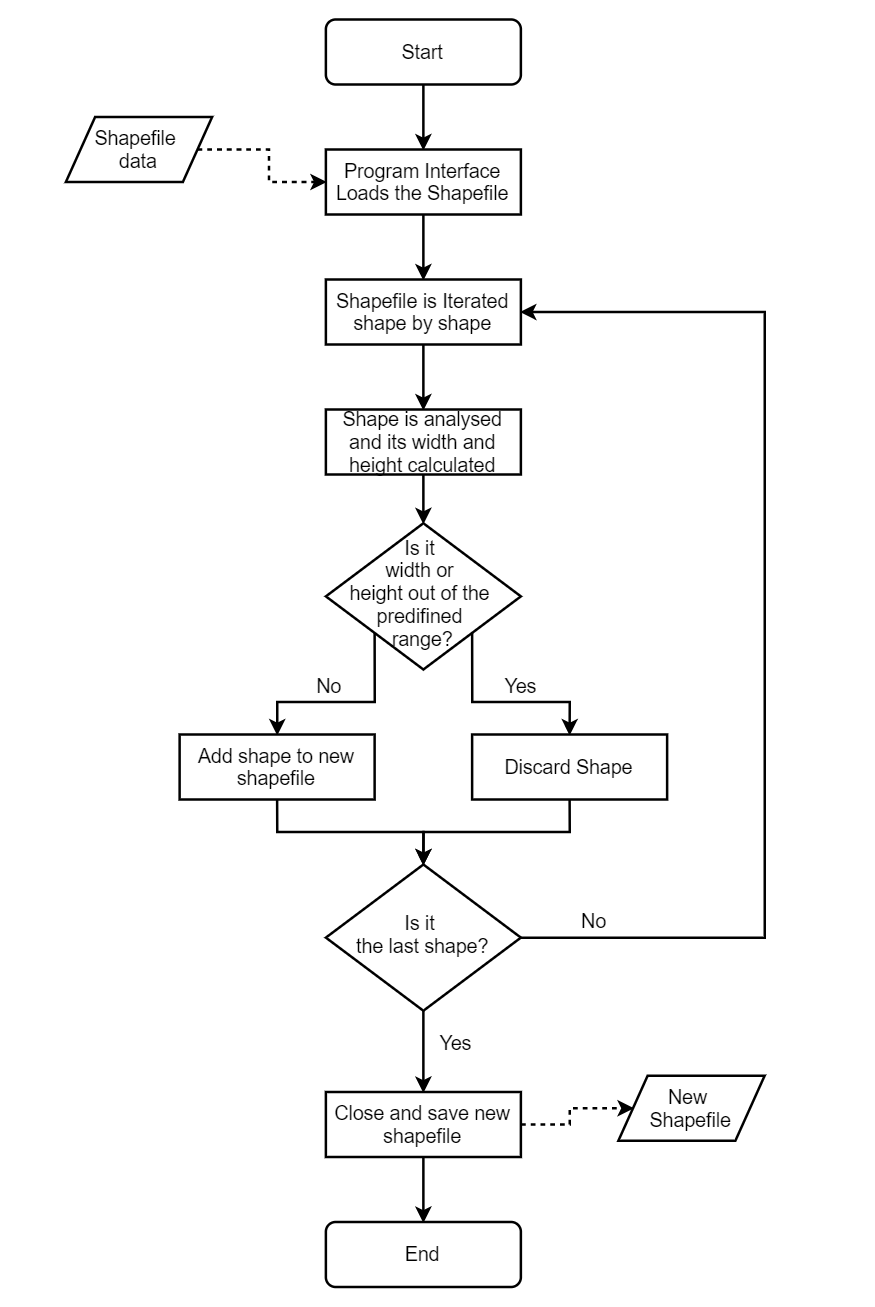 Start
Shapefile
data
Program Interface
Loads the Shapefile
Shapefile is Iterated
shape by shape
Shape is analysed
and its width and
height calculated
Is it
width or
height out of the
predifined
range?
No
Yes
Add shape to new
shapefile
Discard Shape
Is it
the last shape?
No
Yes
Close and save new
shapefile
New
Shapefile
End